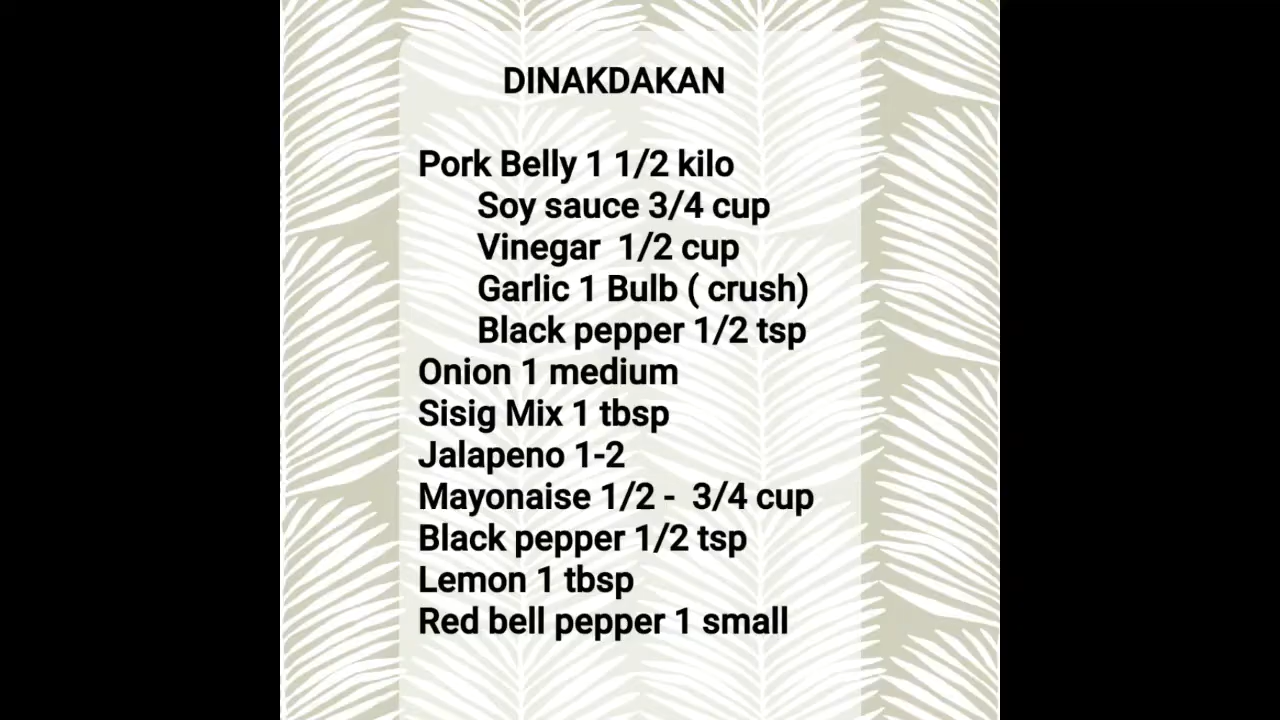 DINAKDAKAN
Pork Belly 1 1/2 kilo
Soy sauce 3/4 cup
Vinegar  1/2 cup
Garlic 1 Bulb ( crush)
Black pepper 1/2 tsp
Onion 1 medium
Sisig Mix 1 tbsp
Jalapeno 1-2
Mayonaise 1/2 -  3/4 cup
Black pepper 1/2 tsp
Lemon 1 tbsp
Red bell pepper 1 small